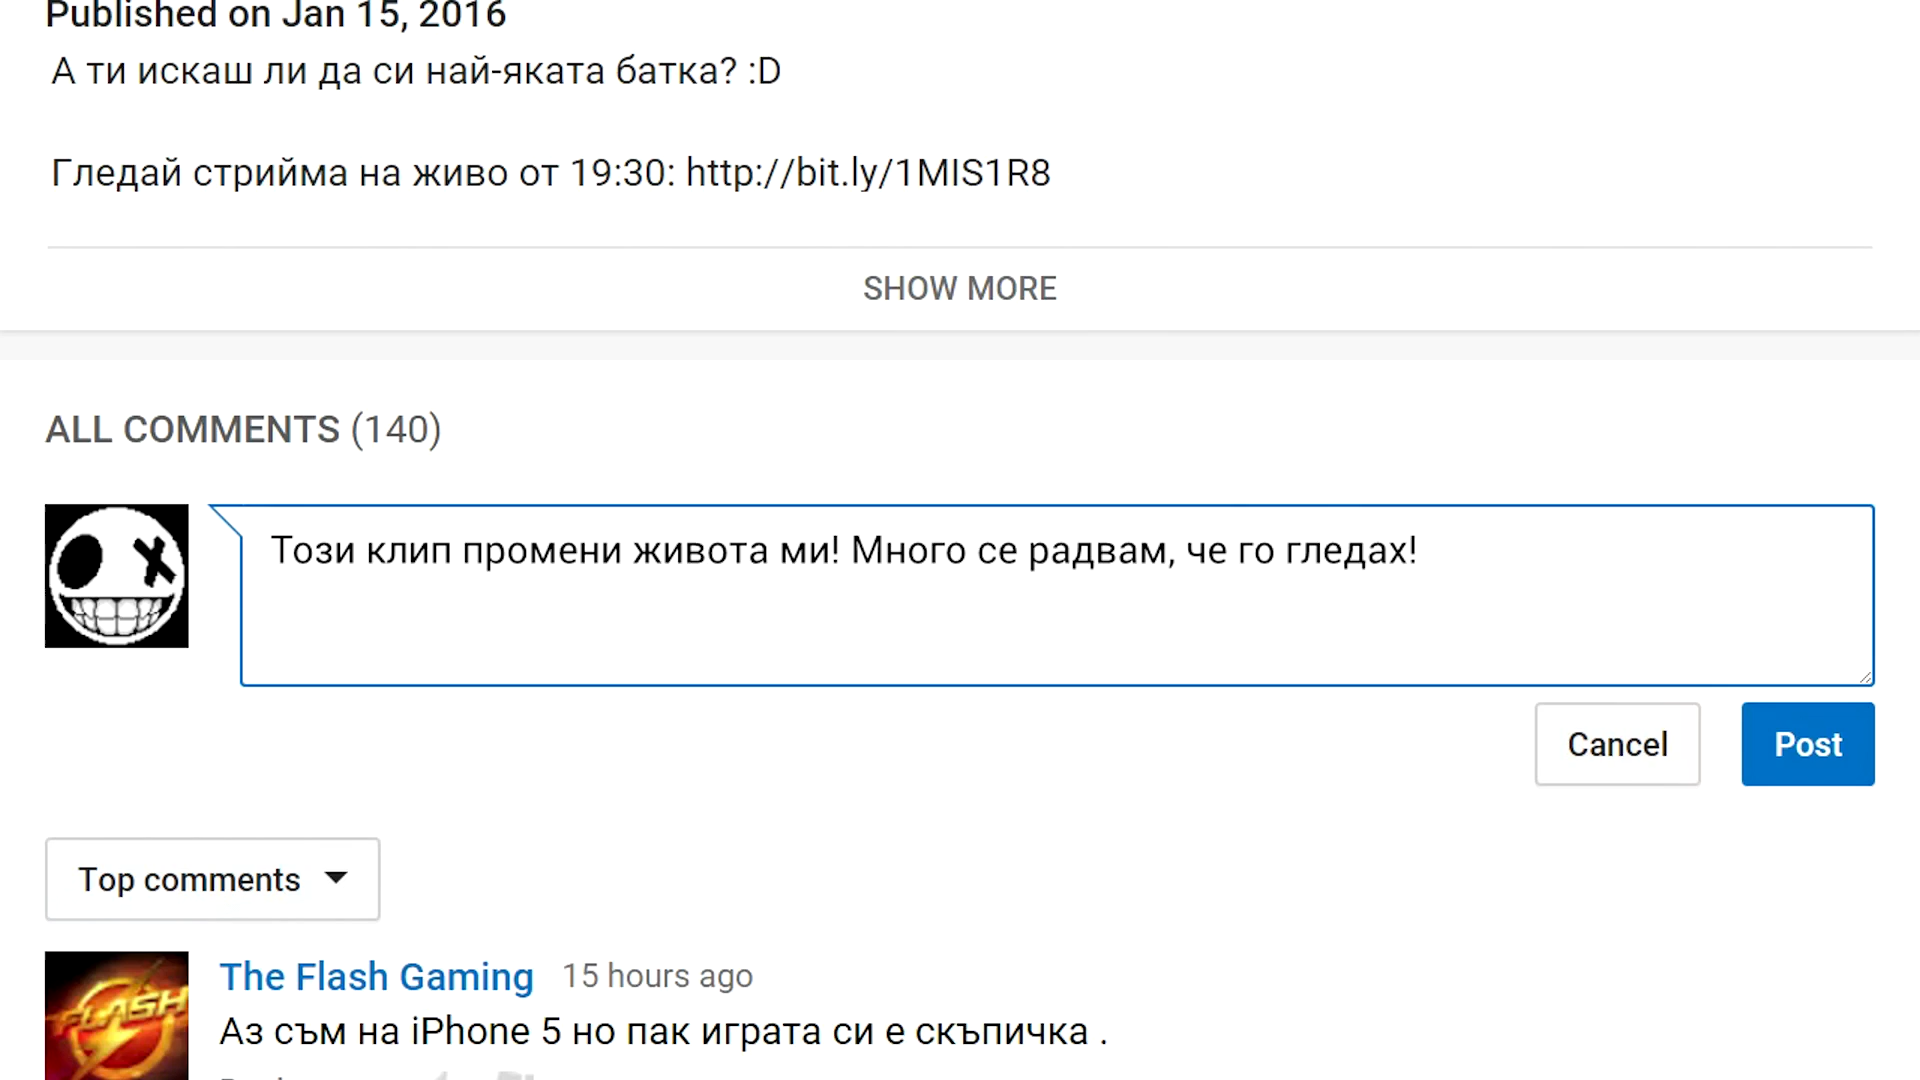 Published on Jan 15, 2016
А ти искаш ли да си най-яката батка? :D
Гледай стрийма на живо от 19:30: http://bit.ly/1MIS1R8
SHOW MORE
ALL COMMENTS (140)
Този клип промени живота ми! Много се радвам, че го гледах!
Cancel Post
Top comments
The Flash Gaming 15 hours ago
FLASH
Аз съм на iPhone 5 но пак играта си е скъпичка .